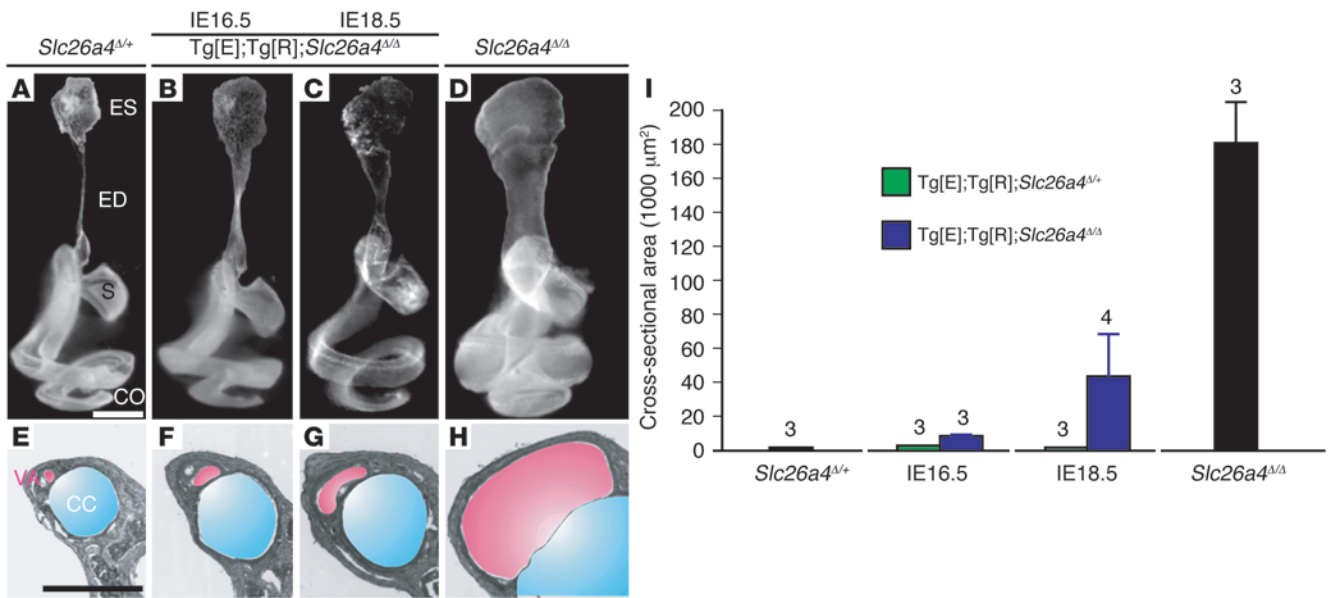 IE16.5 IE18.5
Slc26a4Δ/+ Tg[E];Tg[R];Slc26a4Δ/Δ Slc26a4Δ/Δ
A B C D I
ES
ED
S
CO
E F G H
VA
CC
Cross-sectional area (1000 μm²)
200
180
160
140
120
100
80
60
40
20
0
3
Tg[E];Tg[R];Slc26a4Δ/+
Tg[E];Tg[R];Slc26a4Δ/Δ
3 3 3 3 4
Slc26a4Δ/+ IE16.5 IE18.5 Slc26a4Δ/Δ